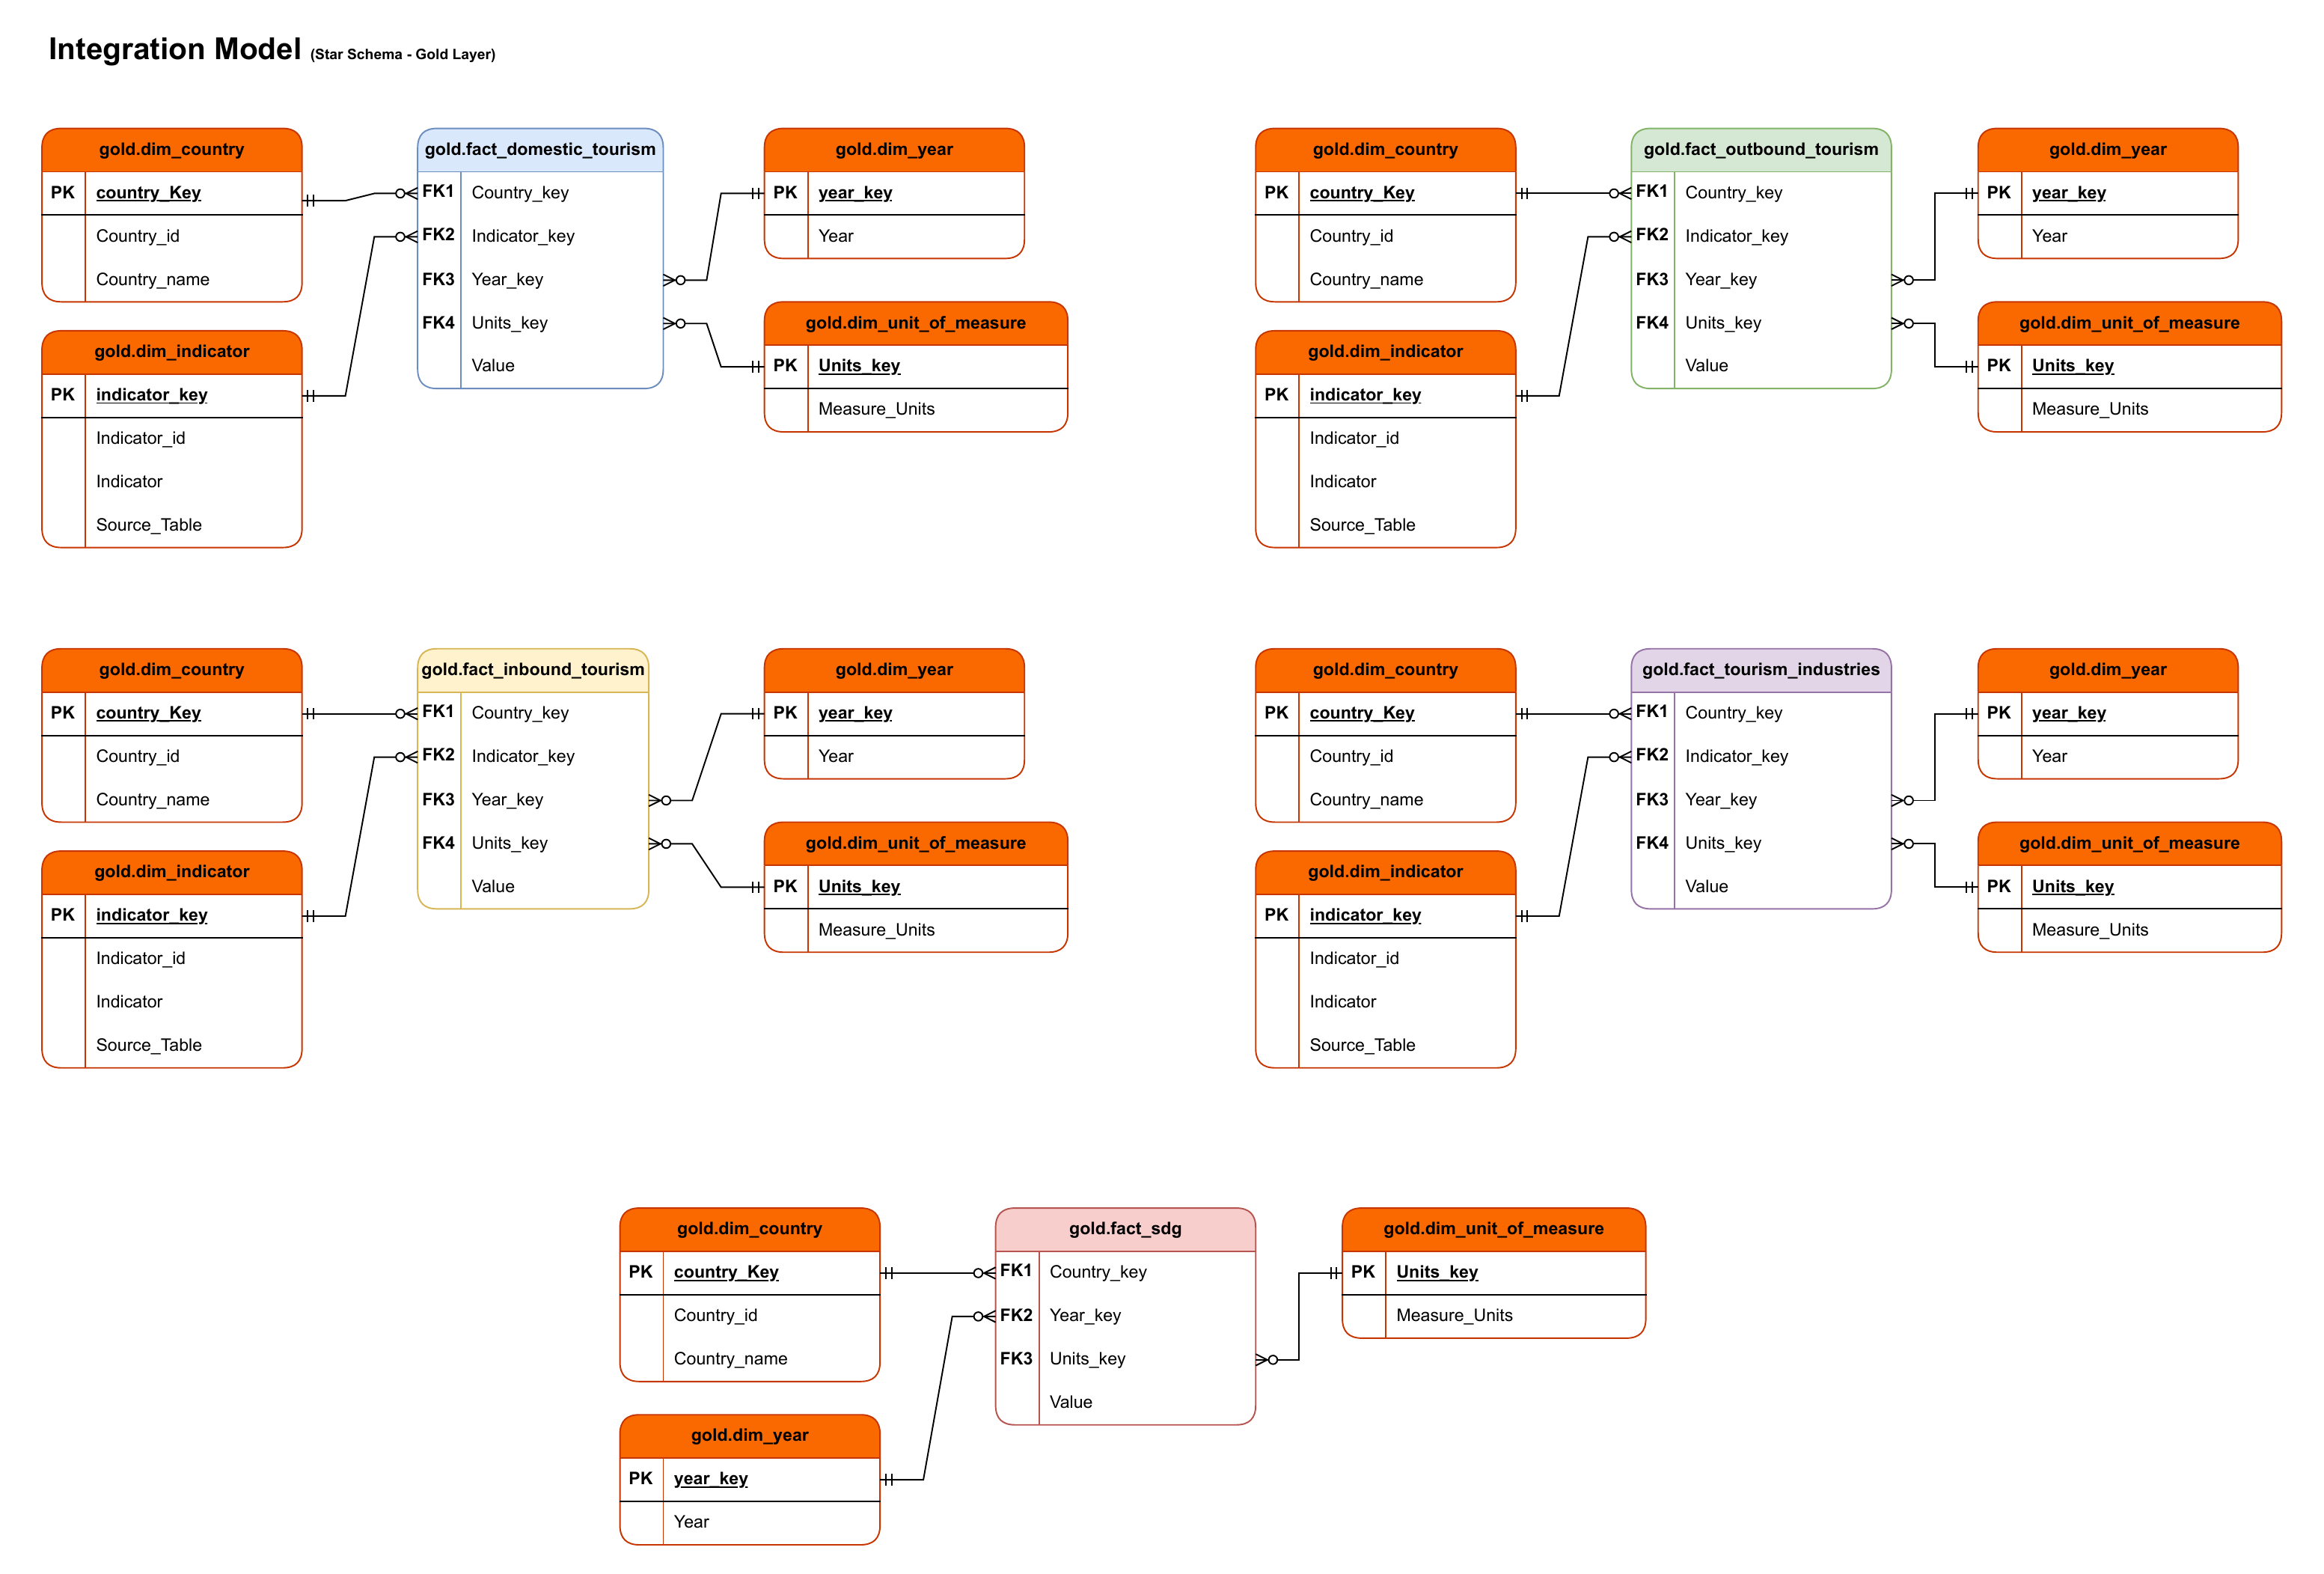 Integration Model (Star Schema - Gold Layer)
gold.dim_country
PK country_Key
Country_id
Country_name
gold.dim_indicator
PK indicator_key
Indicator_id
Indicator
Source_Table
gold.fact_domestic_tourism
FK1 Country_key
FK2 Indicator_key
FK3 Year_key
FK4 Units_key
Value
gold.dim_year
PK year_key
Year
gold.dim_unit_of_measure
PK Units_key
Measure_Units
gold.dim_country
PK country_Key
Country_id
Country_name
gold.dim_indicator
PK indicator_key
Indicator_id
Indicator
Source_Table
gold.fact_outbound_tourism
FK1 Country_key
FK2 Indicator_key
FK3 Year_key
FK4 Units_key
Value
gold.dim_year
PK year_key
Year
gold.dim_unit_of_measure
PK Units_key
Measure_Units
gold.dim_country
PK country_Key
Country_id
Country_name
gold.dim_indicator
PK indicator_key
Indicator_id
Indicator
Source_Table
gold.fact_inbound_tourism
FK1 Country_key
FK2 Indicator_key
FK3 Year_key
FK4 Units_key
Value
gold.dim_year
PK year_key
Year
gold.dim_unit_of_measure
PK Units_key
Measure_Units
gold.dim_country
PK country_Key
Country_id
Country_name
gold.dim_indicator
PK indicator_key
Indicator_id
Indicator
Source_Table
gold.fact_tourism_industries
FK1 Country_key
FK2 Indicator_key
FK3 Year_key
FK4 Units_key
Value
gold.dim_year
PK year_key
Year
gold.dim_unit_of_measure
PK Units_key
Measure_Units
gold.dim_country
PK country_Key
Country_id
Country_name
gold.dim_year
PK year_key
Year
gold.fact_sdg
FK1 Country_key
FK2 Year_key
FK3 Units_key
Value
gold.dim_unit_of_measure
PK Units_key
Measure_Units